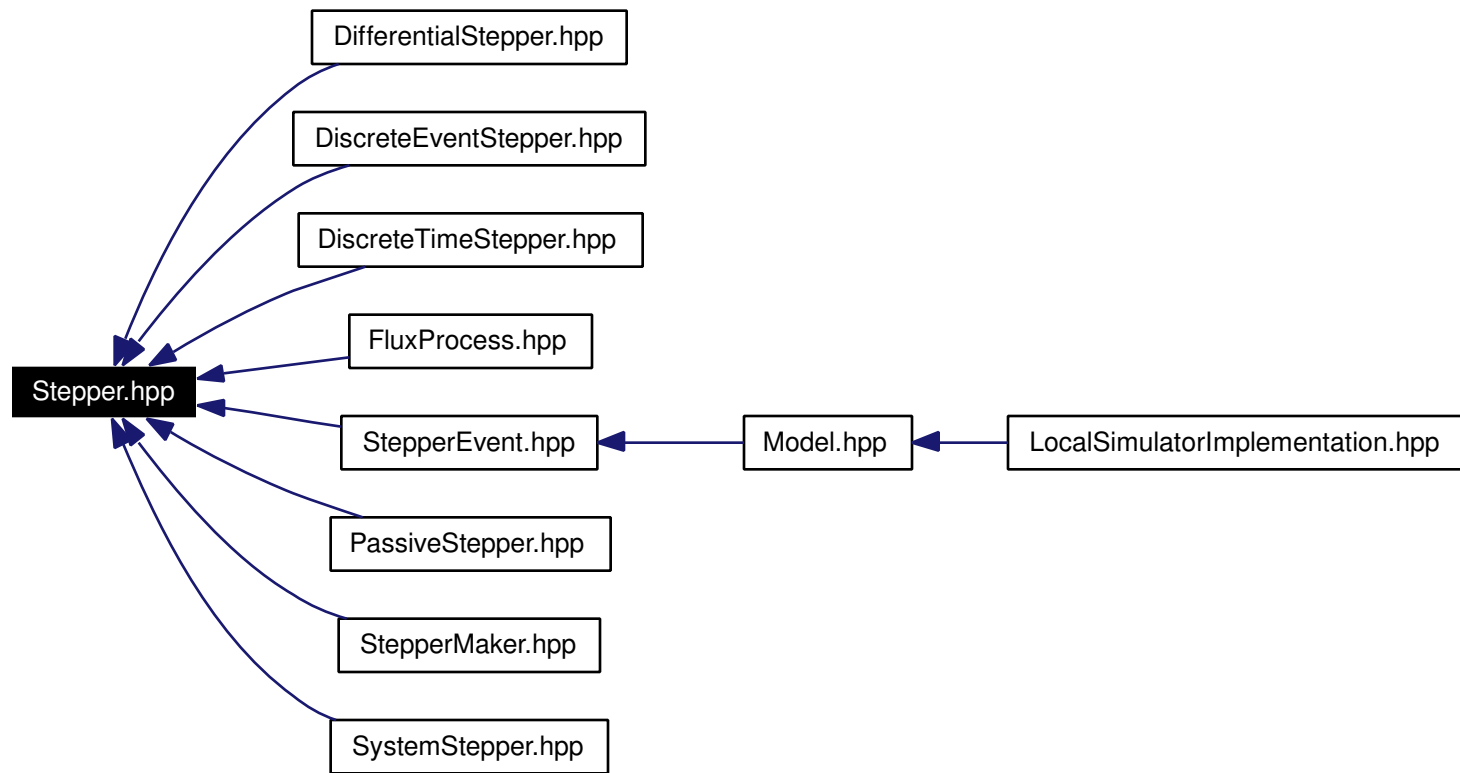 DifferentialStepper.hpp
DiscreteEventStepper.hpp
DiscreteTimeStepper.hpp
FluxProcess.hpp
Stepper.hpp
StepperEvent.hpp
Model.hpp
LocalSimulatorImplementation.hpp
PassiveStepper.hpp
StepperMaker.hpp
SystemStepper.hpp